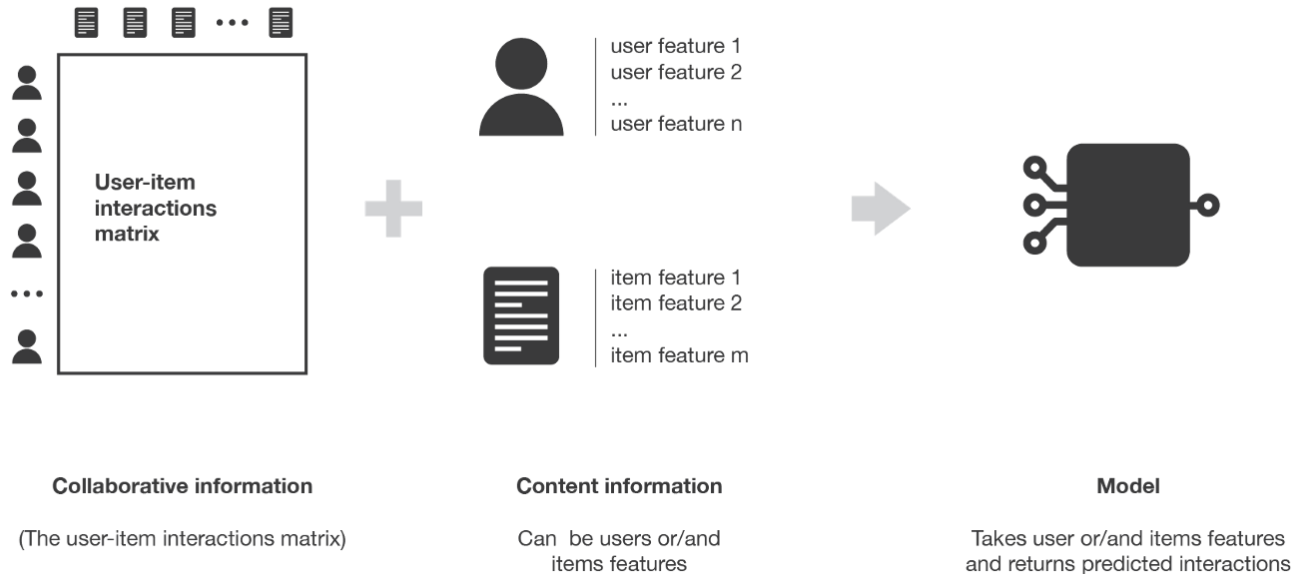 User-item
interactions
matrix
user feature 1
user feature 2
...
user feature n
item feature 1
item feature 2
...
item feature m
Collaborative information
(The user-item interactions matrix)
Content information
Can be users or/and
items features
Model
Takes user or/and items features
and returns predicted interactions